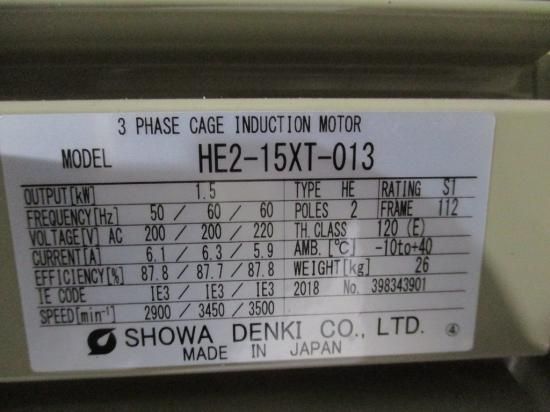 3 PHASE CAGE INDUCTION MOTOR
MODEL HE2-15XT-013
OUTPUT[kW] 1.5 TYPE HE RATING S1
FREQUENCY[Hz] 50 / 60 / 60 POLES 2 FRAME 112
VOLTAGE[V] AC 200 / 200 / 220 TH.CLASS 120 (E)
CURRENT[A] 6.1 / 6.3 / 5.9 AMB.[℃] -10to+40
EFFICIENCY[%] 87.8 / 87.7 / 87.8 WEIGHT[kg] 26
IE CODE IE3 / IE3 / IE3 2018 No. 398343901
SPEED[min⁻¹] 2900 / 3450 / 3500
SHOWA DENKI CO., LTD. ④
MADE IN JAPAN